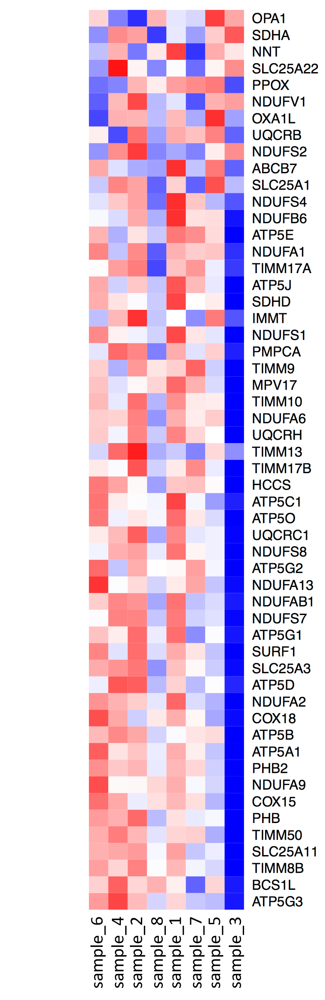 OPA1
SDHA
NNT
SLC25A22
PPOX
NDUFV1
OXA1L
UQCRB
NDUFS2
ABCB7
SLC25A1
NDUFS4
NDUFB6
ATP5E
NDUFA1
TIMM17A
ATP5J
SDHD
IMMT
NDUFS1
PMPCA
TIMM9
MPV17
TIMM10
NDUFA6
UQCRH
TIMM13
TIMM17B
HCCS
ATP5C1
ATP5O
UQCRC1
NDUFS8
ATP5G2
NDUFA13
NDUFAB1
NDUFS7
ATP5G1
SURF1
SLC25A3
ATP5D
NDUFA2
COX18
ATP5B
ATP5A1
PHB2
NDUFA9
COX15
PHB
TIMM50
SLC25A11
TIMM8B
BCS1L
ATP5G3
sample_6
sample_4
sample_2
sample_8
sample_1
sample_7
sample_5
sample_3